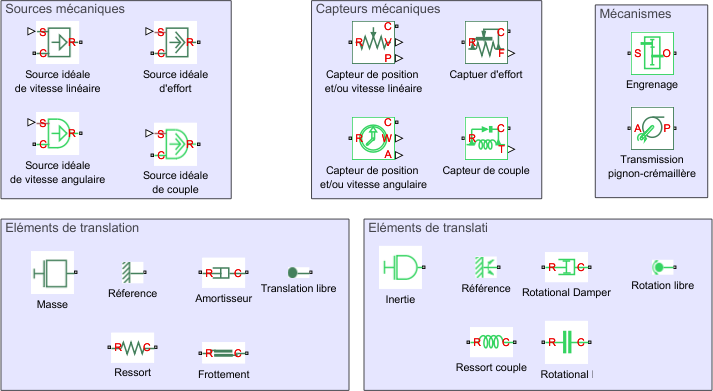 Sources mécaniques
S
C
R
Source idéale
de vitesse linéaire
S
C
R
Source idéale
d'effort
S
C
R
Source idéale
de vitesse angulaire
S
C
R
Source idéale
de couple
Capteurs mécaniques
R
C
V
P
Capteur de position
et/ou vitesse linéaire
R
C
F
Captuer d'effort
R
C
W
A
Capteur de position
et/ou vitesse angulaire
R
C
T
Capteur de couple
Mécanismes
S
O
Engrenage
A
P
Transmission
pignon-crémaillère
Eléments de translation
Masse
Réference
R
C
Amortisseur
Translation libre
R
C
Ressort
R
C
Frottement
Eléments de translati
Inertie
Référence
R
C
Rotational Damper
Rotation libre
R
C
Ressort couple
R
C
Rotational